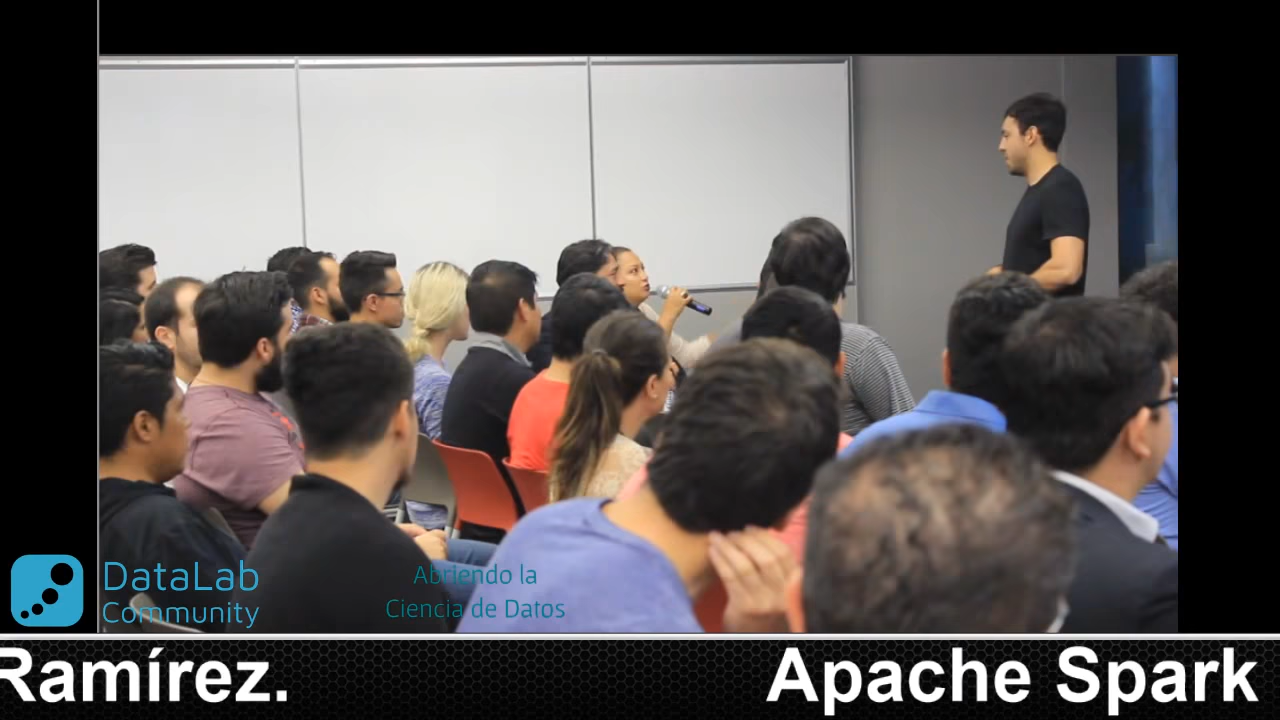 DataLab
Community
Abriendo la
Ciencia de Datos
Ramírez. Apache Spark